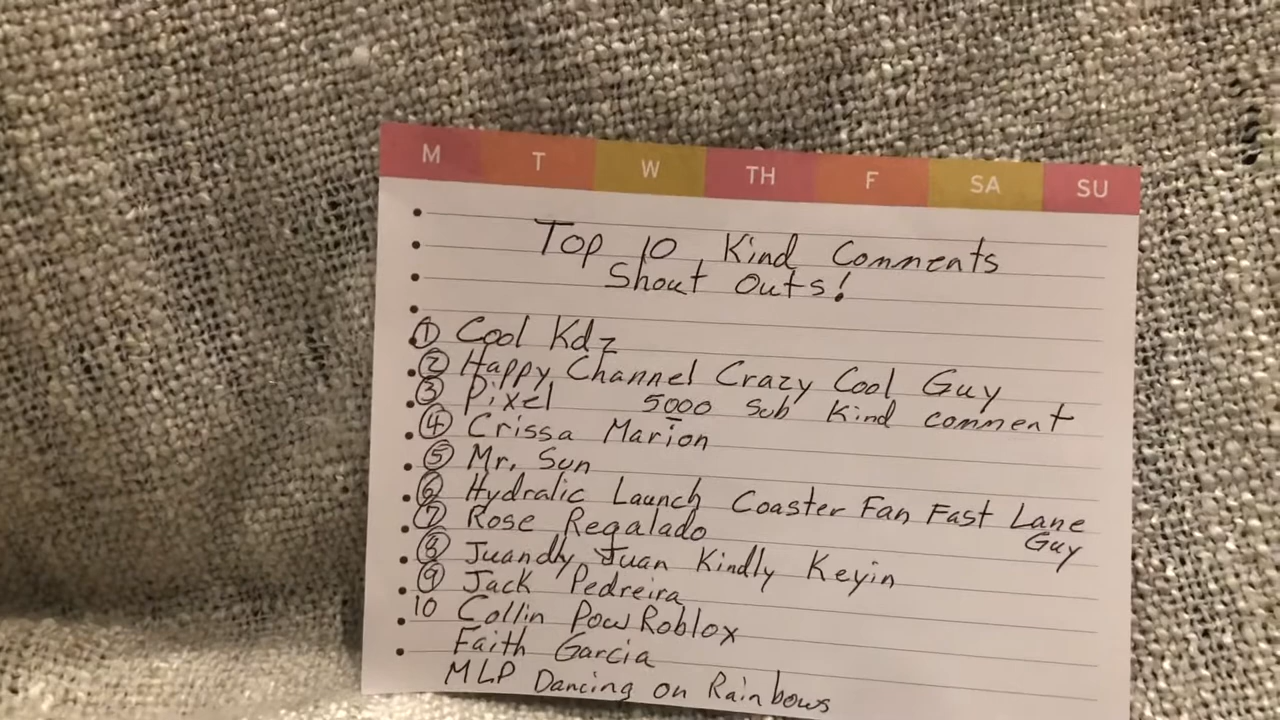 M T W TH F SA SU
Top 10 Kind Comments
Shout Outs!
① Cool Kdz
② Happy Channel Crazy Cool Guy
③ Pixel 5000 Sub Kind comment
④ Crissa Marion
⑤ Mr. Sun
⑥ Hydralic Launch Coaster Fan Fast Lane
Guy
⑦ Rose Regalado
⑧ Juandly Juan Kindly Keyin
⑨ Jack Pedreira
10 Collin Pow Roblox
Faith Garcia
MLP Dancing on Rainbows